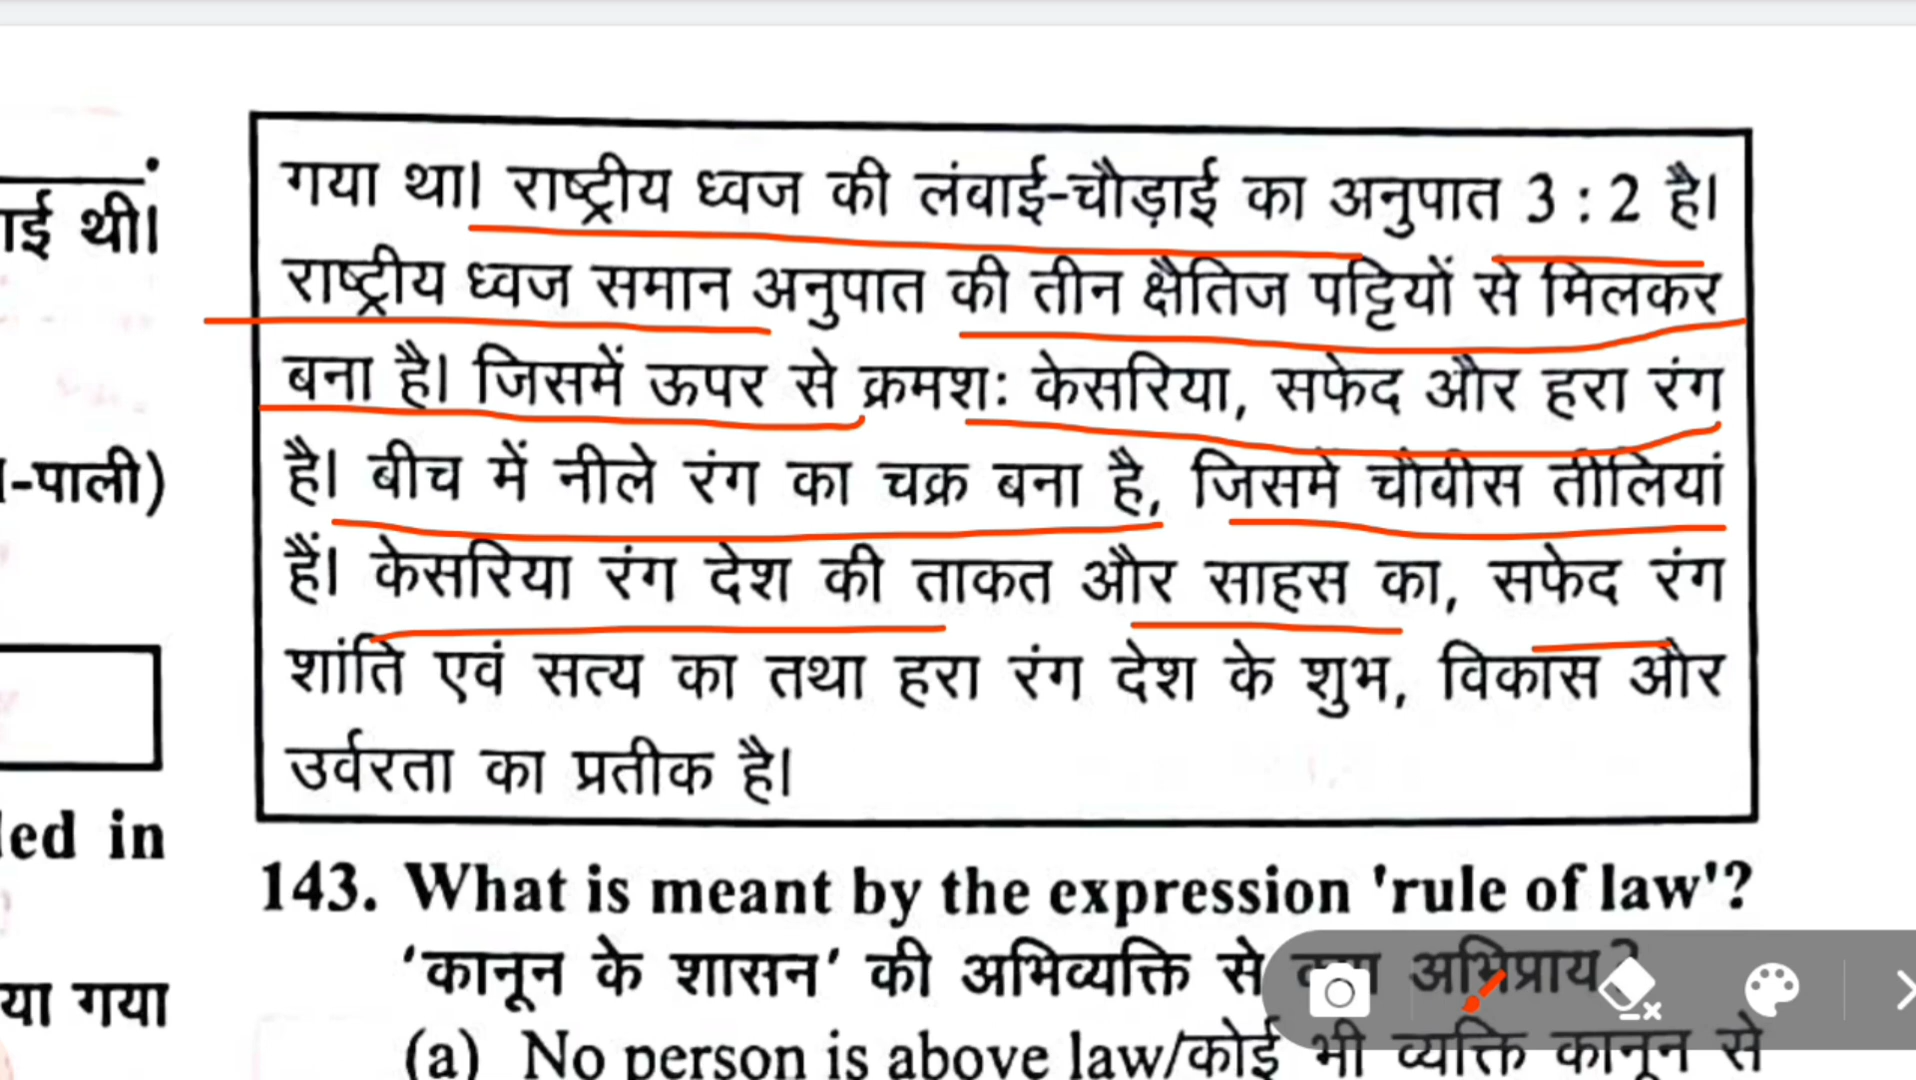 ाई थी।
-पाली)
led in
या गया
गया था। राष्ट्रीय ध्वज की लंवाई-चौड़ाई का अनुपात 3 : 2 है।
राष्ट्रीय ध्वज समान अनुपात की तीन क्षैतिज पट्टियों से मिलकर
बना है। जिसमें ऊपर से क्रमशः केसरिया, सफेद और हरा रंग
है। बीच में नीले रंग का चक्र बना है, जिसमें चौवीस तीलियां
हैं। केसरिया रंग देश की ताकत और साहस का, सफेद रंग
शांति एवं सत्य का तथा हरा रंग देश के शुभ, विकास और
उर्वरता का प्रतीक है।
143. What is meant by the expression 'rule of law'?
‘कानून के शासन’ की अभिव्यक्ति से क्या अभिप्राय?
(a) No person is above law/कोई भी व्यक्ति कानून से